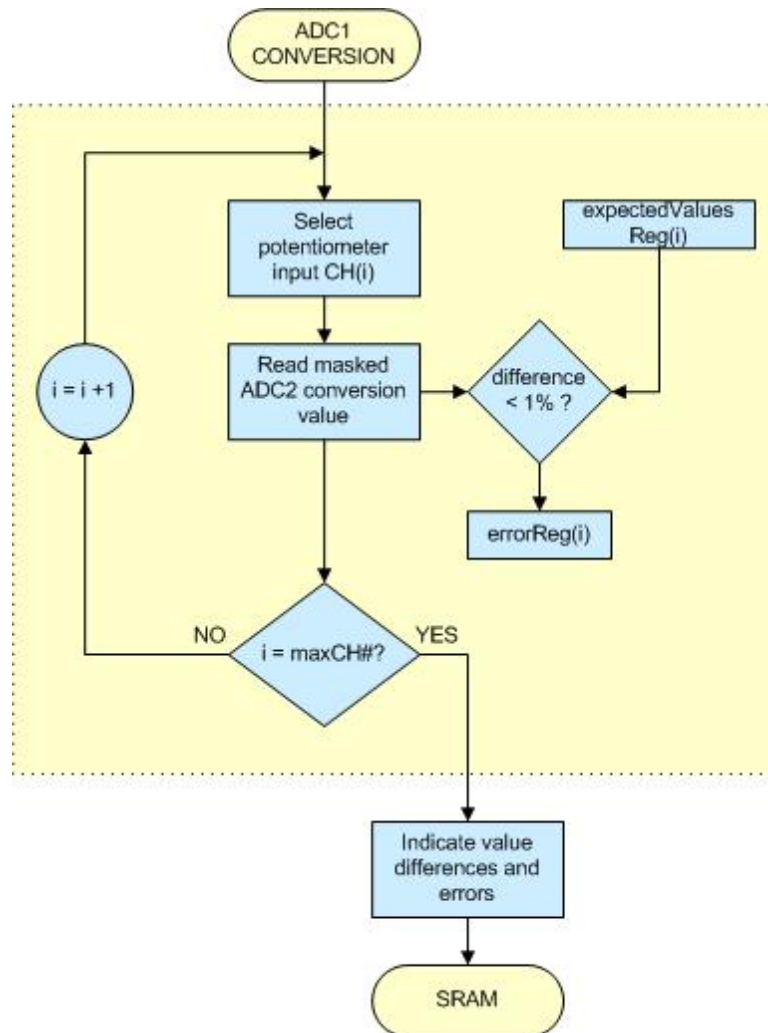 ADC1
CONVERSION
Select
potentiometer
input CH(i)
expectedValues
Reg(i)
i = i +1
Read masked
ADC2 conversion
value
difference
< 1% ?
errorReg(i)
NO
i = maxCH#?
YES
Indicate value
differences and
errors
SRAM